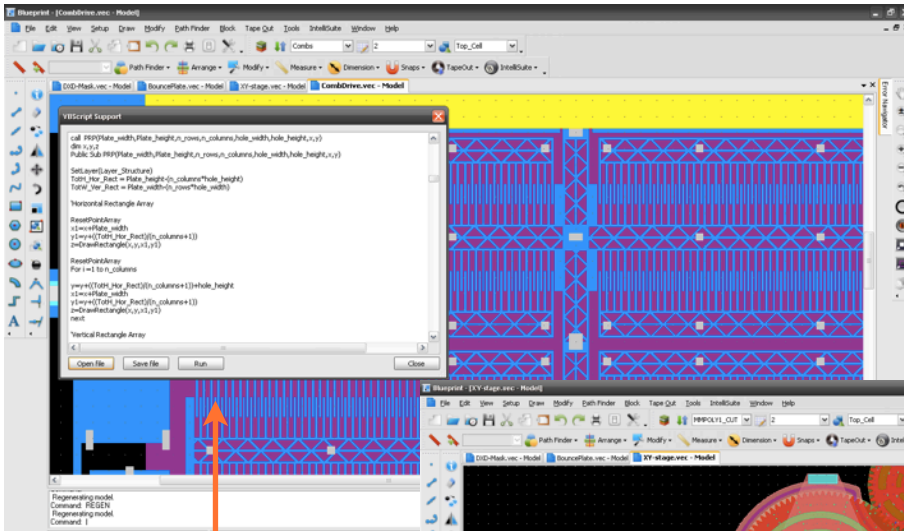 Blueprint - [CombDrive.vec - Model]
File Edit View Setup Draw Modify Path Finder Block Tape Out Tools IntelliSuite Window Help
Combs 2 Top_Cell
Path Finder Arrange Modify Measure Dimension Snaps TapeOut IntelliSuite
DXD-Mask.vec - Model BouncePlate.vec - Model XY-stage.vec - Model CombDrive.vec - Model
Error Navigator
VBScript Support
call PRP(Plate_width,Plate_height,n_rows,n_columns,hole_width,hole_height,x,y)
dim x,y,z
Public Sub PRP(Plate_width,Plate_height,n_rows,n_columns,hole_width,hole_height,x,y)
SetLayer(Layer_Structure)
TotH_Hor_Rect = Plate_height-(n_columns*hole_height)
TotW_Ver_Rect = Plate_width-(n_rows*hole_width)
'Horizontal Rectangle Array
ResetPointArray
x1=x+Plate_width
y1=y+((TotH_Hor_Rect)/(n_columns+1))
z=DrawRectangle(x,y,x1,y1)
ResetPointArray
For i=1 to n_columns
y=y+((TotH_Hor_Rect)/(n_columns+1))+hole_height
x1=x+Plate_width
y1=y+((TotH_Hor_Rect)/(n_columns+1))
z=DrawRectangle(x,y,x1,y1)
next
'Vertical Rectangle Array
Open file Save file Run Close
A
Blueprint - [XY-stage.vec - Model]
File Edit View Setup Draw Modify Path Finder Block Tape Out Tools IntelliSuite Window Help
MMPOLY1_CUT 2 Top_Cell
Path Finder Arrange Modify Measure Dimension Snaps TapeOut
DXD-Mask.vec - Model BouncePlate.vec - Model XY-stage.vec - Model
Regenerating model
Command: REGEN
Regenerating model
Command: